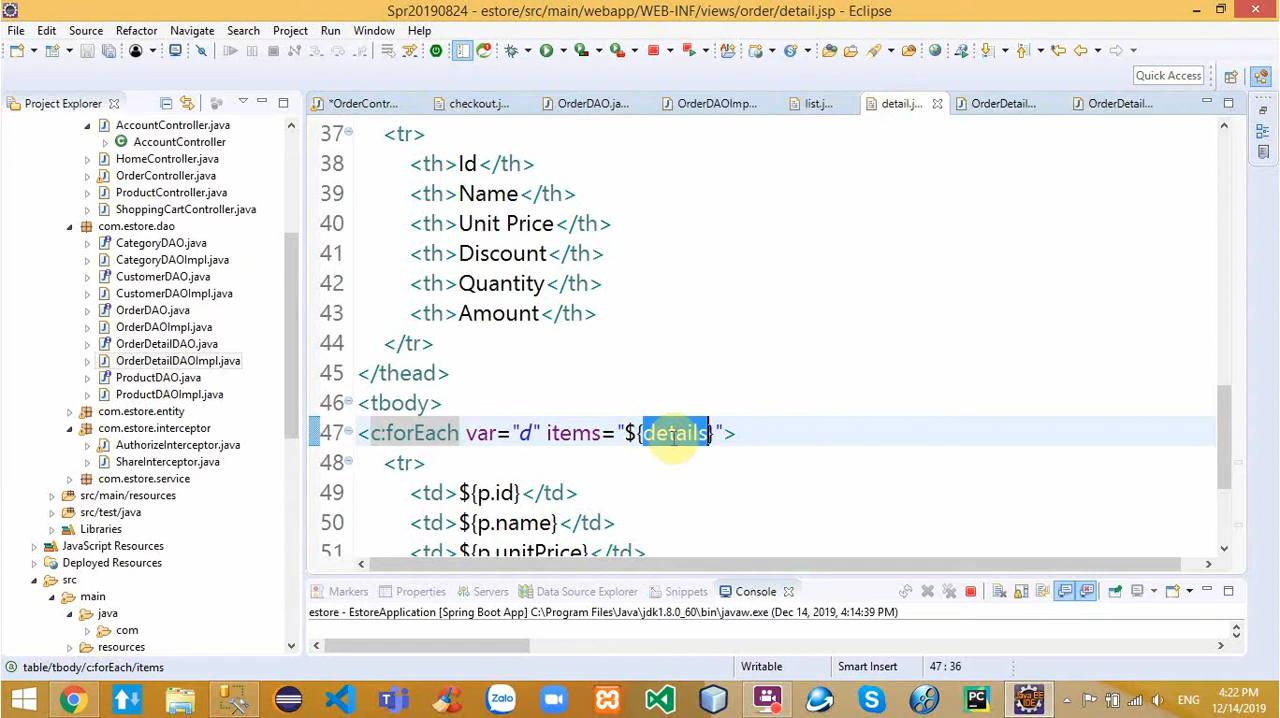 Spr20190824 - estore/src/main/webapp/WEB-INF/views/order/detail.jsp - Eclipse
File Edit Source Refactor Navigate Search Project Run Window Help
Quick Access
Project Explorer
*OrderContr... checkout.j... OrderDAO.ja... OrderDAOImp... list.j... detail.j... OrderDetail... OrderDetail...
AccountController.java
AccountController
HomeController.java
OrderController.java
ProductController.java
ShoppingCartController.java
com.estore.dao
CategoryDAO.java
CategoryDAOImpl.java
CustomerDAO.java
CustomerDAOImpl.java
OrderDAO.java
OrderDAOImpl.java
OrderDetailDAO.java
OrderDetailDAOImpl.java
ProductDAO.java
ProductDAOImpl.java
com.estore.entity
com.estore.interceptor
AuthorizeInterceptor.java
ShareInterceptor.java
com.estore.service
src/main/resources
src/test/java
Libraries
JavaScript Resources
Deployed Resources
src
main
java
com
resources
37 <tr>
38 <th>Id</th>
39 <th>Name</th>
40 <th>Unit Price</th>
41 <th>Discount</th>
42 <th>Quantity</th>
43 <th>Amount</th>
44 </tr>
45 </thead>
46 <tbody>
47 <c:forEach var="d" items="${details}">
48 <tr>
49 <td>${p.id}</td>
50 <td>${p.name}</td>
51 <td>${p.unitPrice}</td>
Markers Properties Servers Data Source Explorer Snippets Console
estore - EstoreApplication [Spring Boot App] C:\Program Files\Java\jdk1.8.0_60\bin\javaw.exe (Dec 14, 2019, 4:14:39 PM)
table/tbody/c:forEach/items Writable Smart Insert 47 : 36
Zalo PC JAVA EE IDE ENG 4:22 PM
12/14/2019